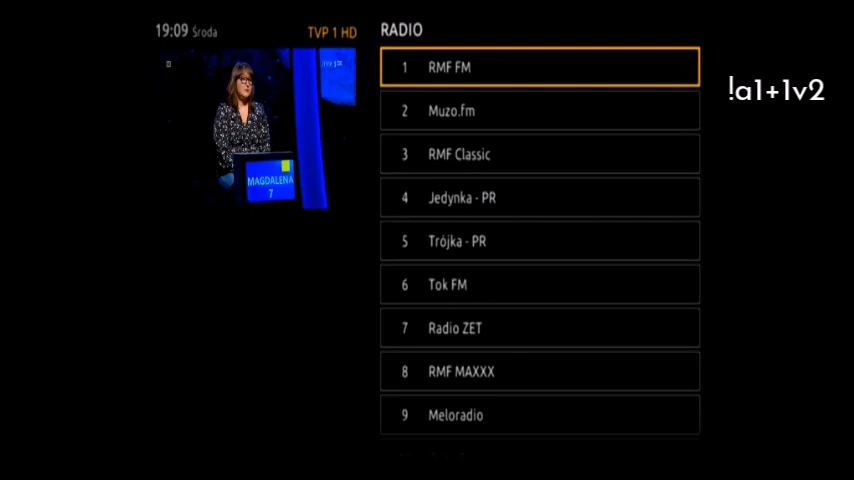 19:09 Środa
TVP 1 HD
MAGDALENA
7
RADIO
1 RMF FM
2 Muzo.fm
3 RMF Classic
4 Jedynka - PR
5 Trójka - PR
6 Tok FM
7 Radio ZET
8 RMF MAXXX
9 Meloradio
!a1+1v2